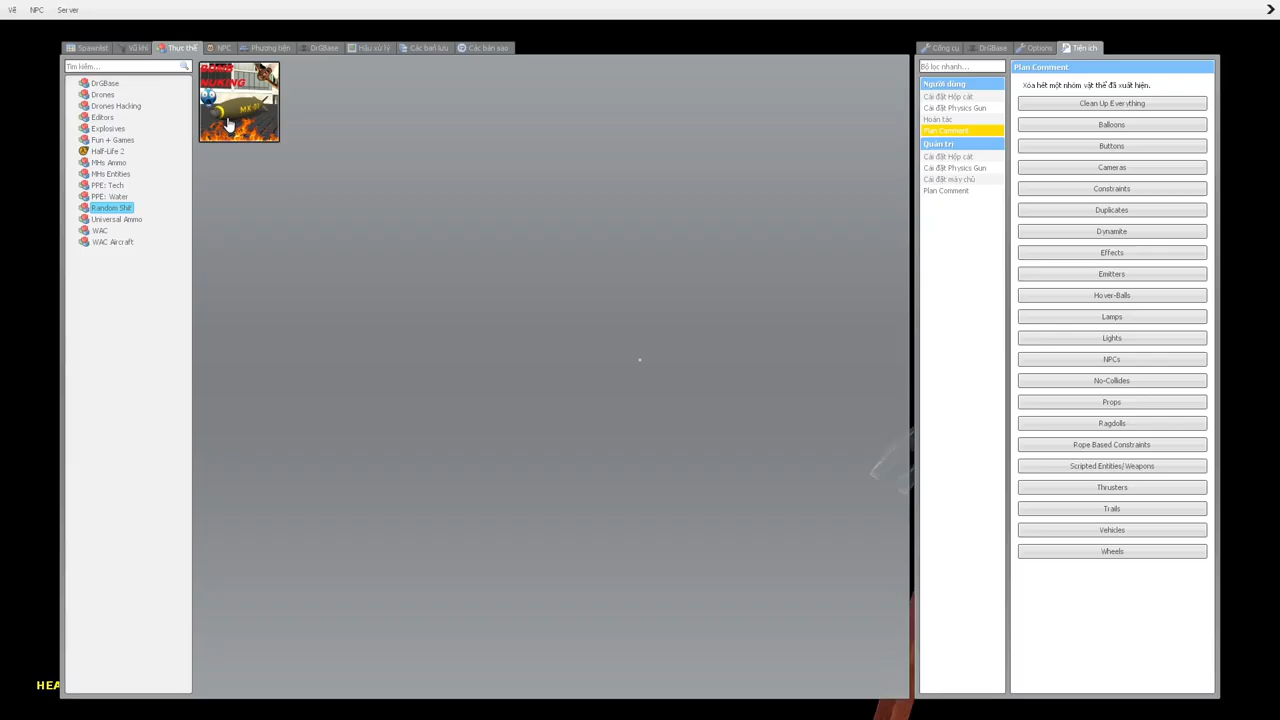 Vẽ NPC Server
Spawnlist Vũ khí Thực thể NPC Phương tiện DrGBase Hậu xử lý Các bản lưu Các bản sao
Công cụ DrGBase Options Tiện ích
Tìm kiếm...
DrGBase
Drones
Drones Hacking
Editors
Explosives
Fun + Games
Half-Life 2
MHs Ammo
MHs Entities
PPE: Tech
PPE: Water
Random Shit
Universal Ammo
WAC
WAC Aircraft
NUKING
MK-81
Bộ lọc nhanh...
Người dùng
Cài đặt Hộp cát
Cài đặt Physics Gun
Hoàn tác
Plan Comment
Quản trị
Cài đặt Hộp cát
Cài đặt Physics Gun
Cài đặt máy chủ
Plan Comment
Plan Comment
Xóa hết một nhóm vật thể đã xuất hiện.
Clean Up Everything
Balloons
Buttons
Cameras
Constraints
Duplicates
Dynamite
Effects
Emitters
Hover-Balls
Lamps
Lights
NPCs
No-Collides
Props
Ragdolls
Rope Based Constraints
Scripted Entities/Weapons
Thrusters
Trails
Vehicles
Wheels
HEA